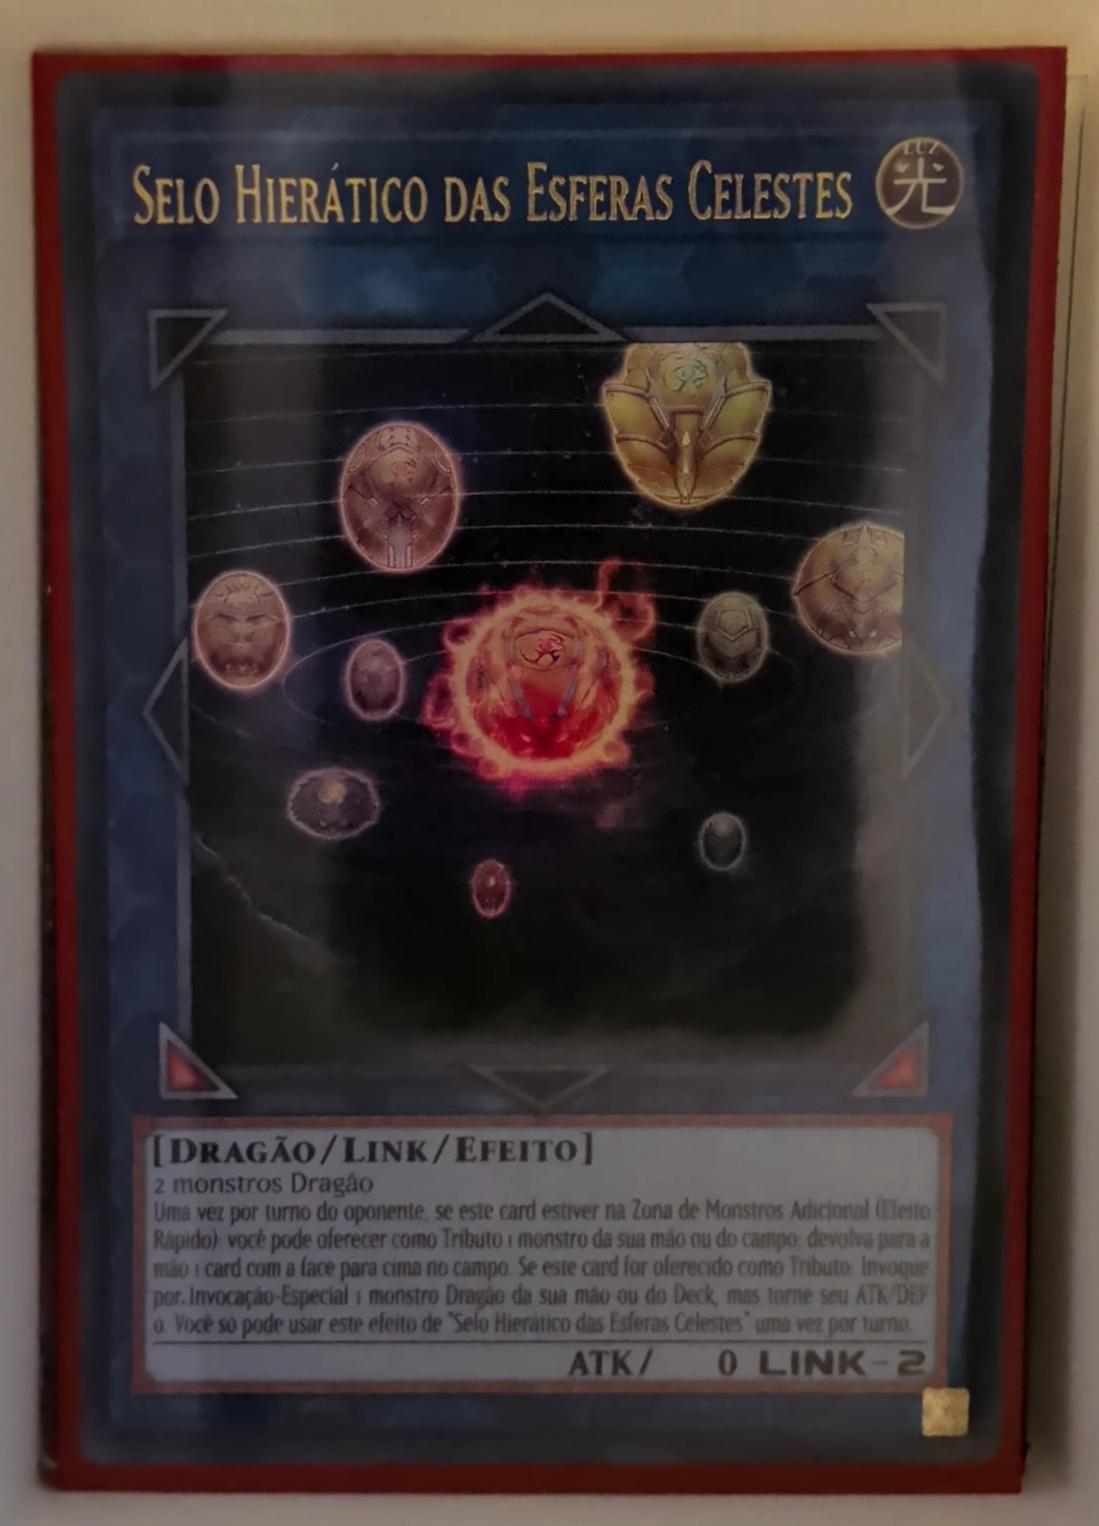 SELO HIERÁTICO DAS ESFERAS CELESTES
LUZ
光
[DRAGÃO/LINK/EFEITO]
2 monstros Dragão
Uma vez por turno do oponente, se este card estiver na Zona de Monstros Adicional (Efeito
Rápido): você pode oferecer como Tributo 1 monstro da sua mão ou do campo; devolva para a
mão 1 card com a face para cima no campo. Se este card for oferecido como Tributo: Invoque
por Invocação-Especial 1 monstro Dragão da sua mão ou do Deck, mas torne seu ATK/DEF
0. Você só pode usar este efeito de "Selo Hierático das Esferas Celestes" uma vez por turno.
ATK/ 0 LINK-2